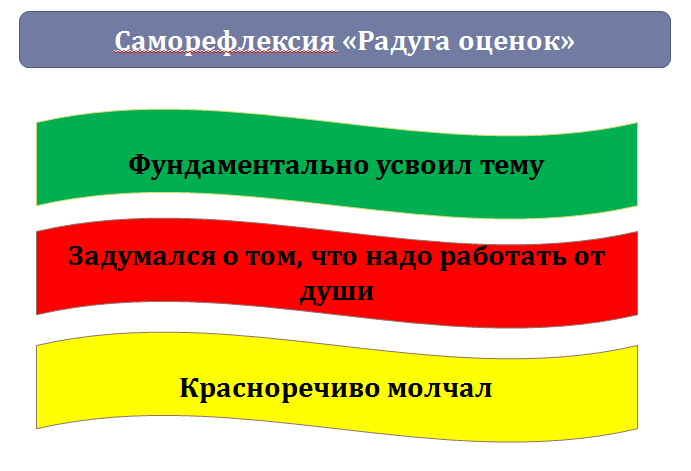 Саморефлексия «Радуга оценок»
Фундаментально усвоил тему
Задумался о том, что надо работать от
души
Красноречиво молчал